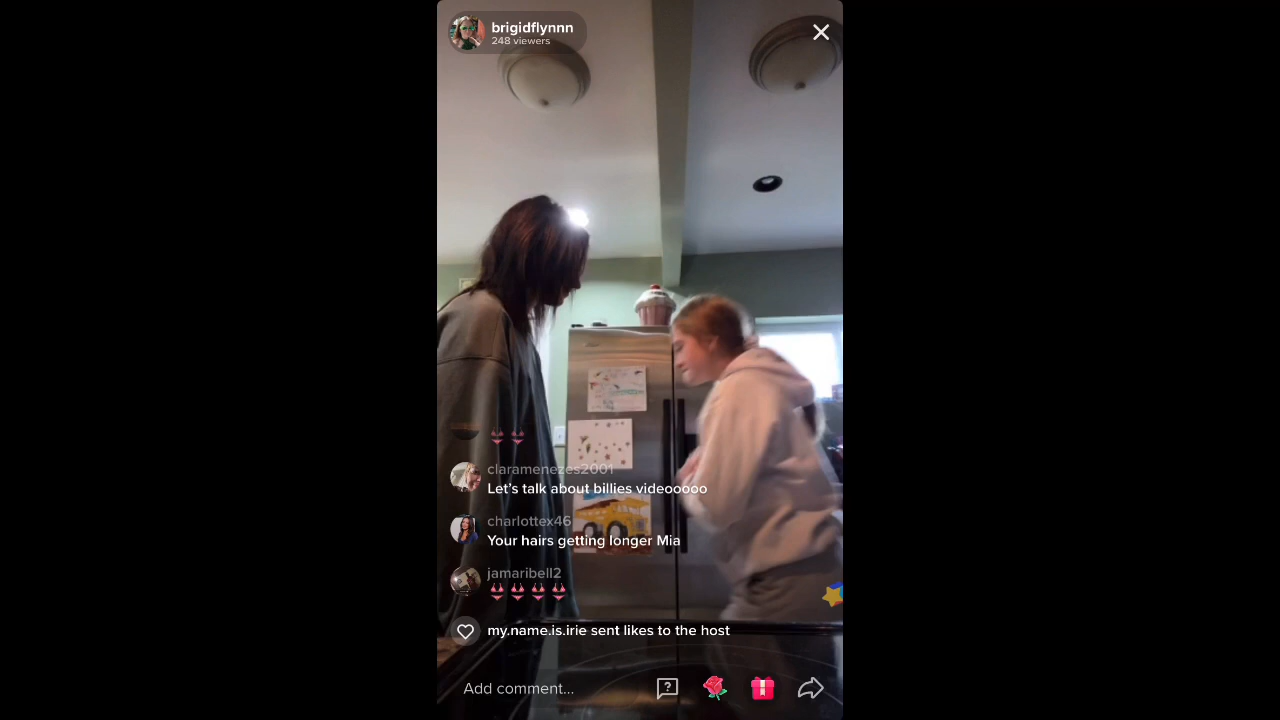 brigidflynnn
248 viewers
claramenezes2001
Let's talk about billies videooooo
charlottex46
Your hairs getting longer Mia
jamaribell2
my.name.is.irie sent likes to the host
Add comment...